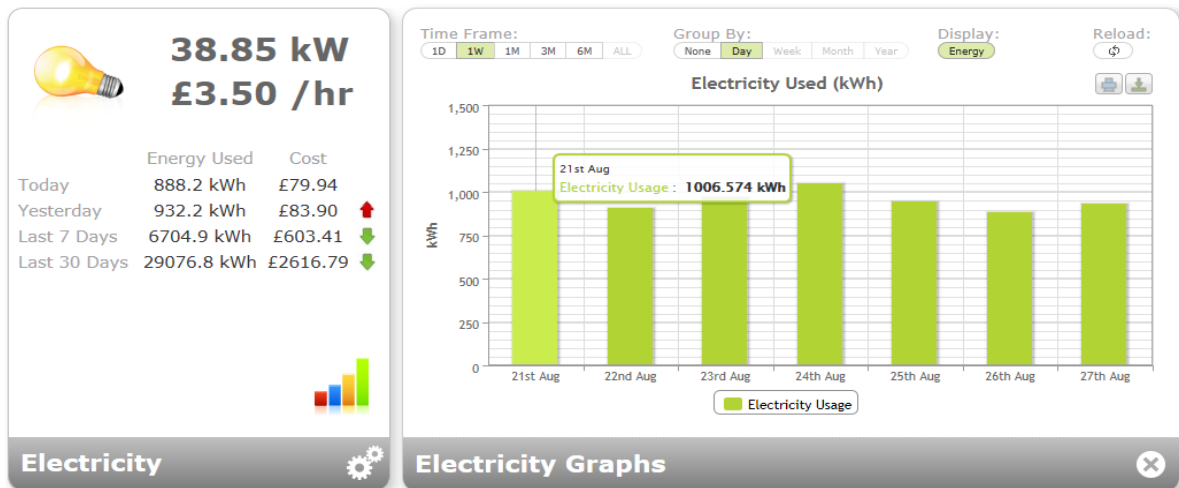 38.85 kW
£3.50 /hr
Energy Used Cost
Today 888.2 kWh £79.94
Yesterday 932.2 kWh £83.90
Last 7 Days 6704.9 kWh £603.41
Last 30 Days 29076.8 kWh £2616.79
Electricity
Time Frame: Group By: Display: Reload:
1D 1W 1M 3M 6M ALL None Day Week Month Year Energy
Electricity Used (kWh)
1,500
1,250
1,000
750
500
250
0
kWh
21st Aug
Electricity Usage : 1006.574 kWh
21st Aug 22nd Aug 23rd Aug 24th Aug 25th Aug 26th Aug 27th Aug
Electricity Usage
Electricity Graphs